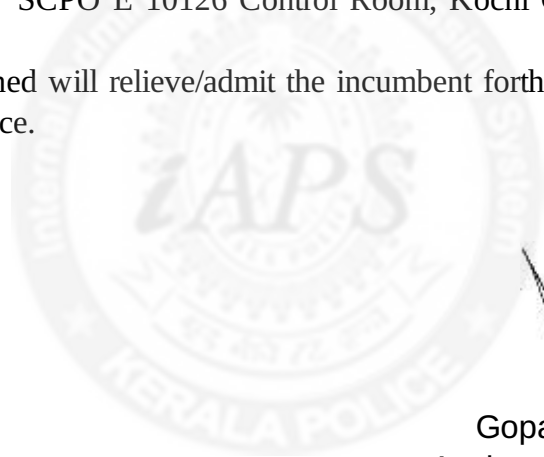 SCPO E 10126 Control Room, Kochi
ned will relieve/admit the incumbent forth
ce.
iAPS
KERALA POLICE
Gopa